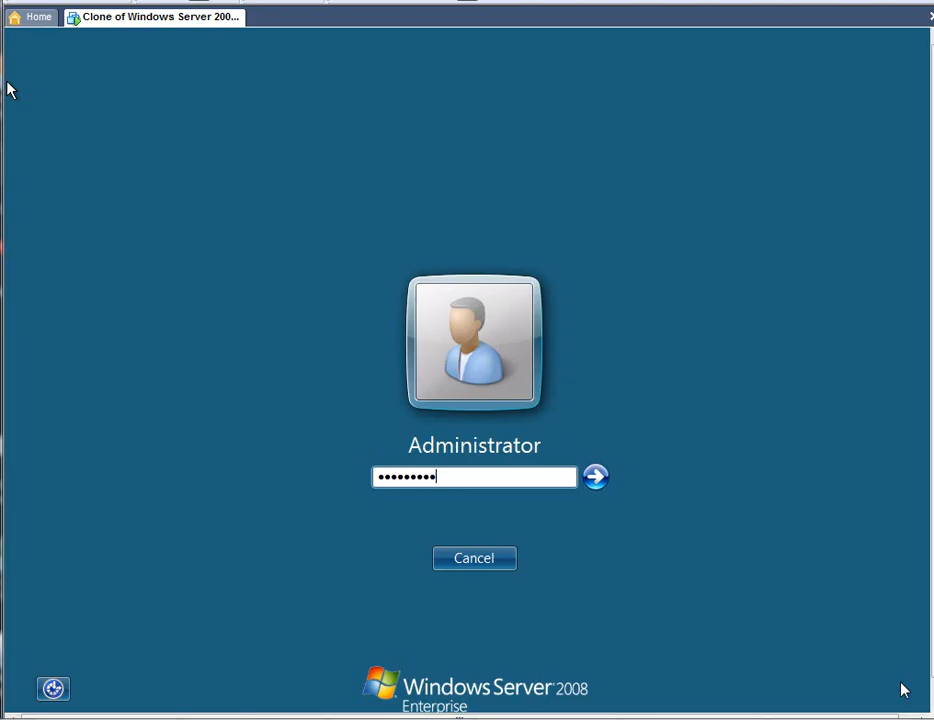 Home
Clone of Windows Server 200...
Administrator
•••••••••
Cancel
Windows Server 2008
Enterprise